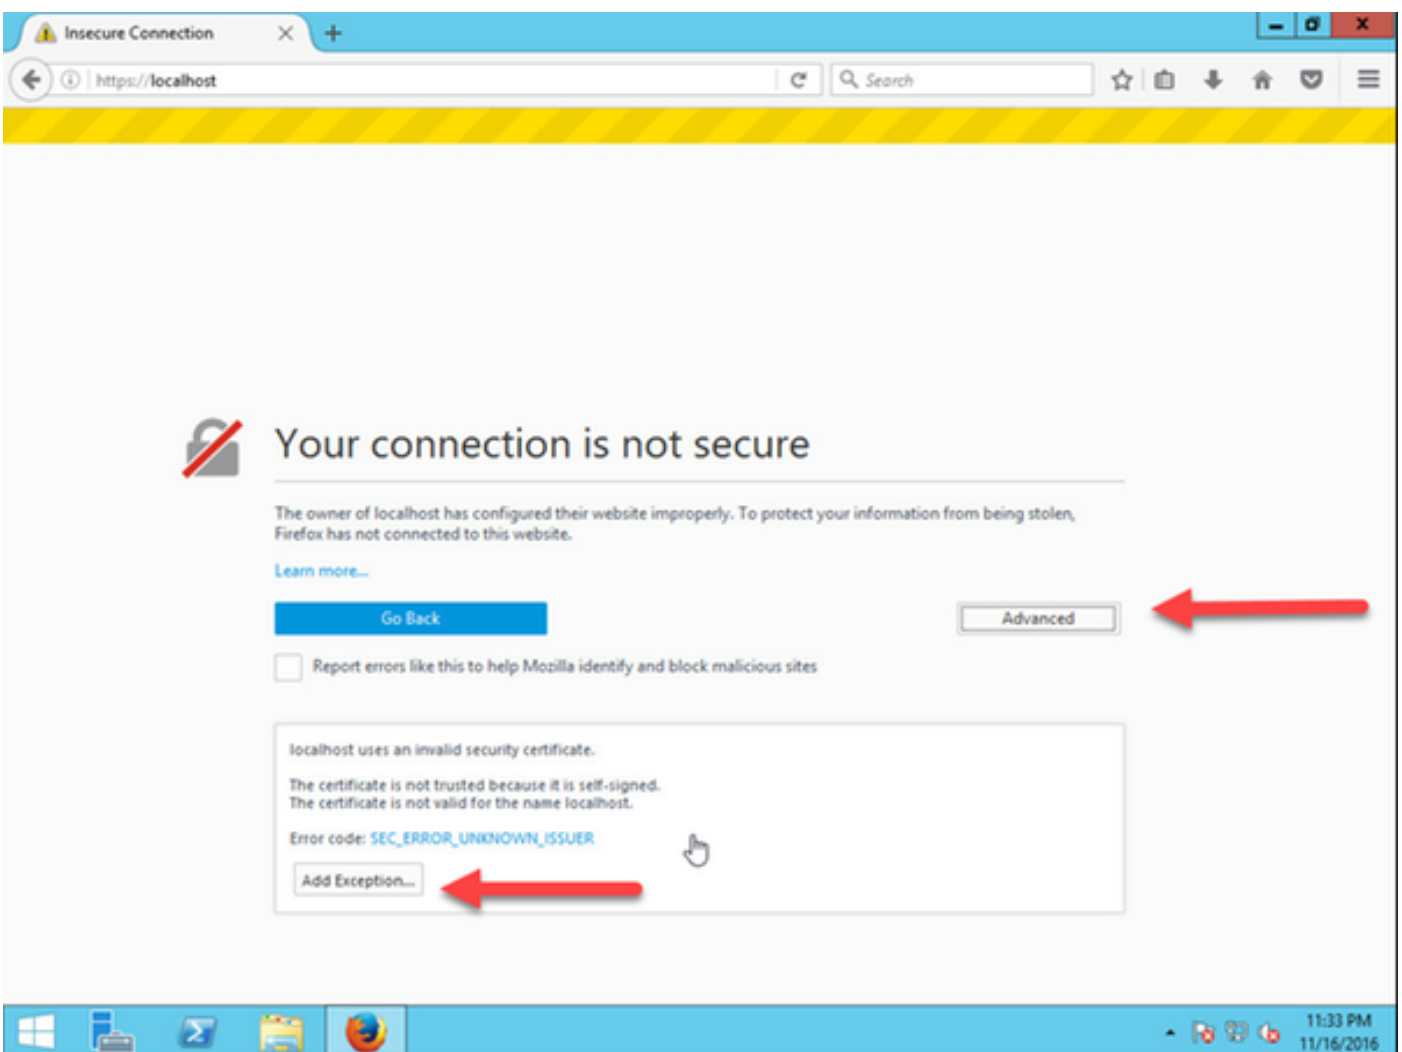 Insecure Connection
https://localhost
Search
Your connection is not secure
The owner of localhost has configured their website improperly. To protect your information from being stolen,
Firefox has not connected to this website.
Learn more...
Go Back
Advanced
Report errors like this to help Mozilla identify and block malicious sites
localhost uses an invalid security certificate.
The certificate is not trusted because it is self-signed.
The certificate is not valid for the name localhost.
Error code: SEC_ERROR_UNKNOWN_ISSUER
Add Exception...
11:33 PM
11/16/2016